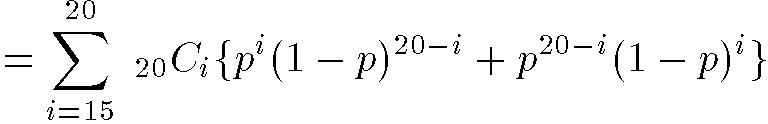 = \sum_{i=15}^{20} {}_{20}C_i \{ p^i (1-p)^{20-i} + p^{20-i} (1-p)^i \}